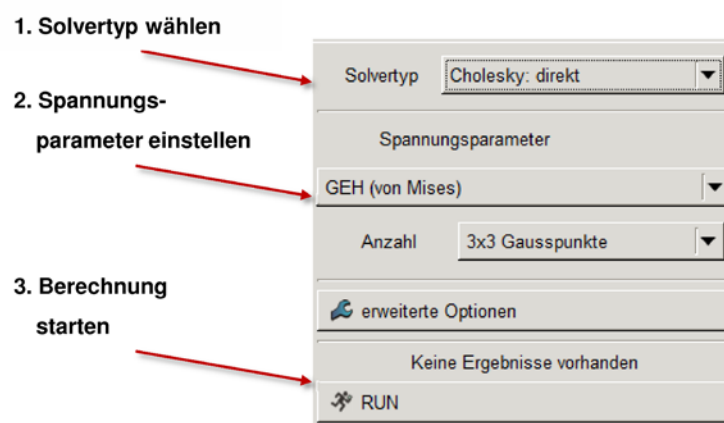 1. Solvertyp wählen
Solvertyp Cholesky: direkt
2. Spannungs-
parameter einstellen
Spannungsparameter
GEH (von Mises)
Anzahl 3x3 Gausspunkte
3. Berechnung
starten
erweiterte Optionen
Keine Ergebnisse vorhanden
RUN